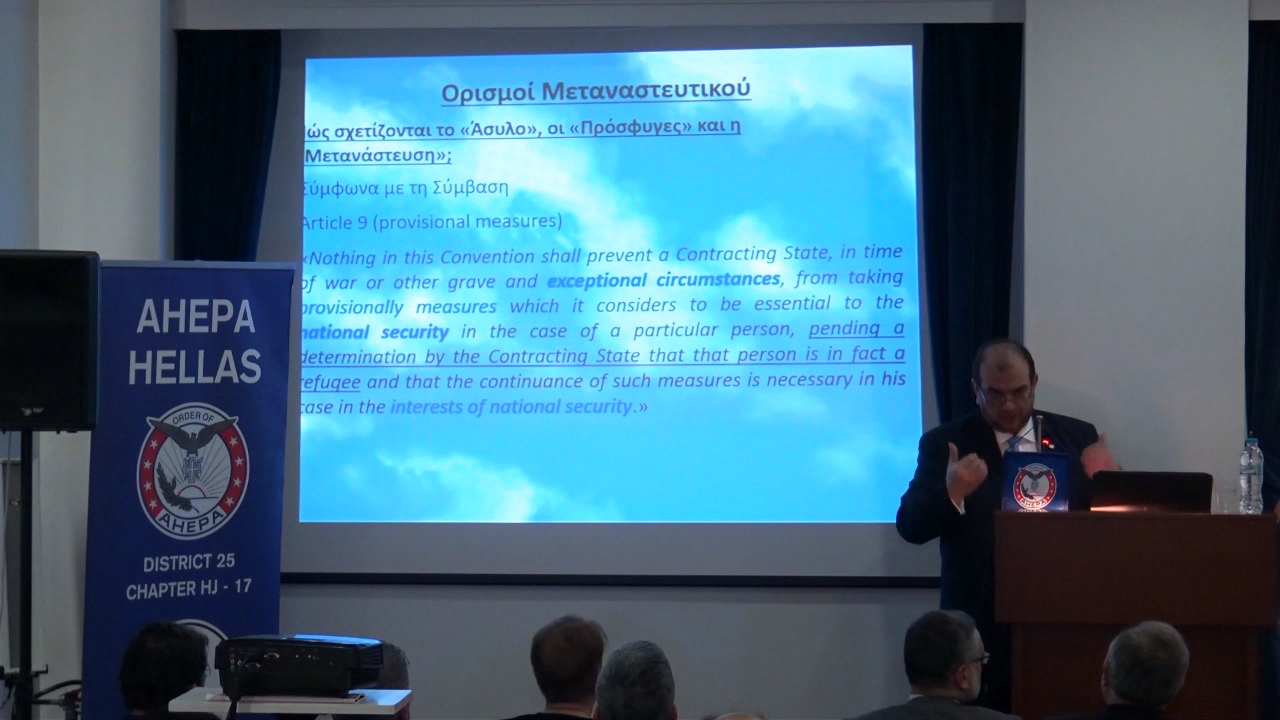 Ορισμοί Μεταναστευτικού
ώς σχετίζονται το «Άσυλο», οι «Πρόσφυγες» και η
Μετανάστευση»;
Σύμφωνα με τη Σύμβαση
Article 9 (provisional measures)
«Nothing in this Convention shall prevent a Contracting State, in time
of war or other grave and exceptional circumstances, from taking
provisionally measures which it considers to be essential to the
national security in the case of a particular person, pending a
determination by the Contracting State that that person is in fact a
refugee and that the continuance of such measures is necessary in his
case in the interests of national security.»
AHEPA
HELLAS
ORDER OF
AHEPA
DISTRICT 25
CHAPTER HJ - 17
AHEPA